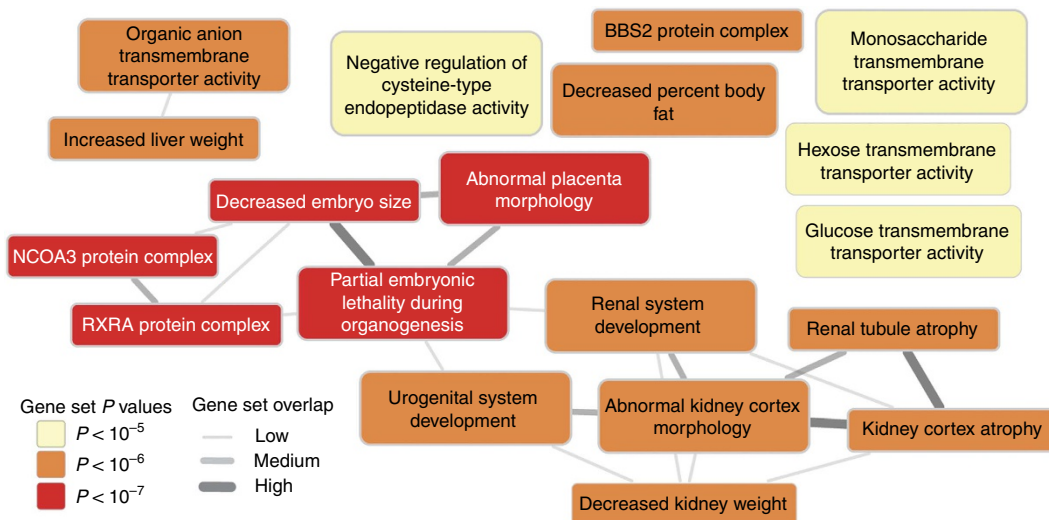 Organic anion
transmembrane
transporter activity
Increased liver weight
Negative regulation of
cysteine-type
endopeptidase activity
BBS2 protein complex
Decreased percent body
fat
Monosaccharide
transmembrane
transporter activity
Hexose transmembrane
transporter activity
Glucose transmembrane
transporter activity
Decreased embryo size
Abnormal placenta
morphology
NCOA3 protein complex
RXRA protein complex
Partial embryonic
lethality during
organogenesis
Renal system
development
Renal tubule atrophy
Urogenital system
development
Abnormal kidney cortex
morphology
Kidney cortex atrophy
Decreased kidney weight
Gene set P values
P < 10⁻⁵
P < 10⁻⁶
P < 10⁻⁷
Gene set overlap
Low
Medium
High